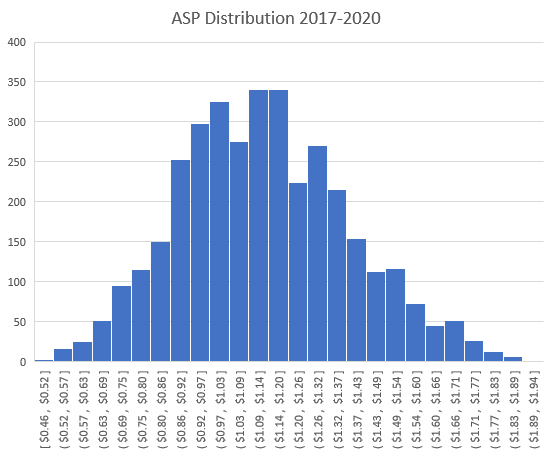 ASP Distribution 2017-2020
400
350
300
250
200
150
100
50
0
[ $0.46 , $0.52 ]
( $0.52 , $0.57 ]
( $0.57 , $0.63 ]
( $0.63 , $0.69 ]
( $0.69 , $0.75 ]
( $0.75 , $0.80 ]
( $0.80 , $0.86 ]
( $0.86 , $0.92 ]
( $0.92 , $0.97 ]
( $0.97 , $1.03 ]
( $1.03 , $1.09 ]
( $1.09 , $1.14 ]
( $1.14 , $1.20 ]
( $1.20 , $1.26 ]
( $1.26 , $1.32 ]
( $1.32 , $1.37 ]
( $1.37 , $1.43 ]
( $1.43 , $1.49 ]
( $1.49 , $1.54 ]
( $1.54 , $1.60 ]
( $1.60 , $1.66 ]
( $1.66 , $1.71 ]
( $1.71 , $1.77 ]
( $1.77 , $1.83 ]
( $1.83 , $1.89 ]
( $1.89 , $1.94 ]